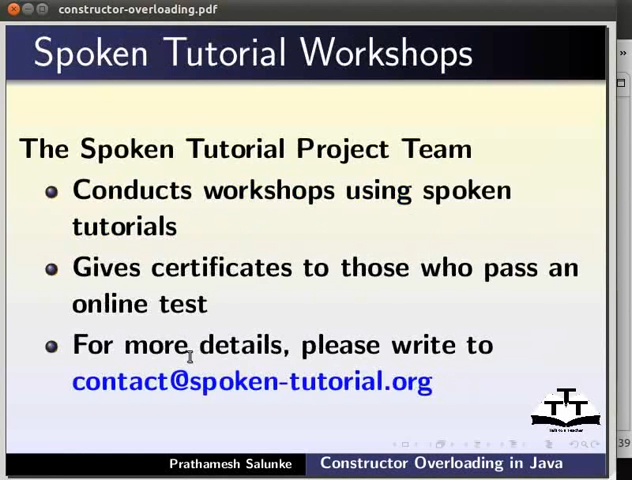 constructor-overloading.pdf
Spoken Tutorial Workshops
The Spoken Tutorial Project Team
Conducts workshops using spoken
tutorials
Gives certificates to those who pass an
online test
For more details, please write to
contact@spoken-tutorial.org
39
Prathamesh Salunke Constructor Overloading in Java